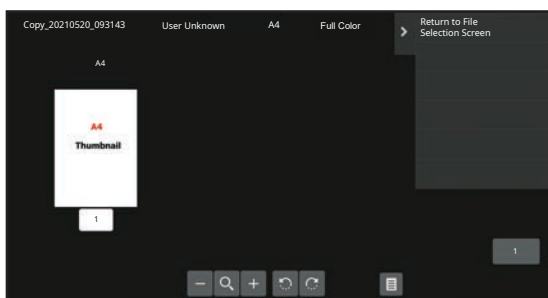 Copy_20210520_093143 User Unknown A4 Full Color
Return to File
Selection Screen
A4
A4
Thumbnail
1
1